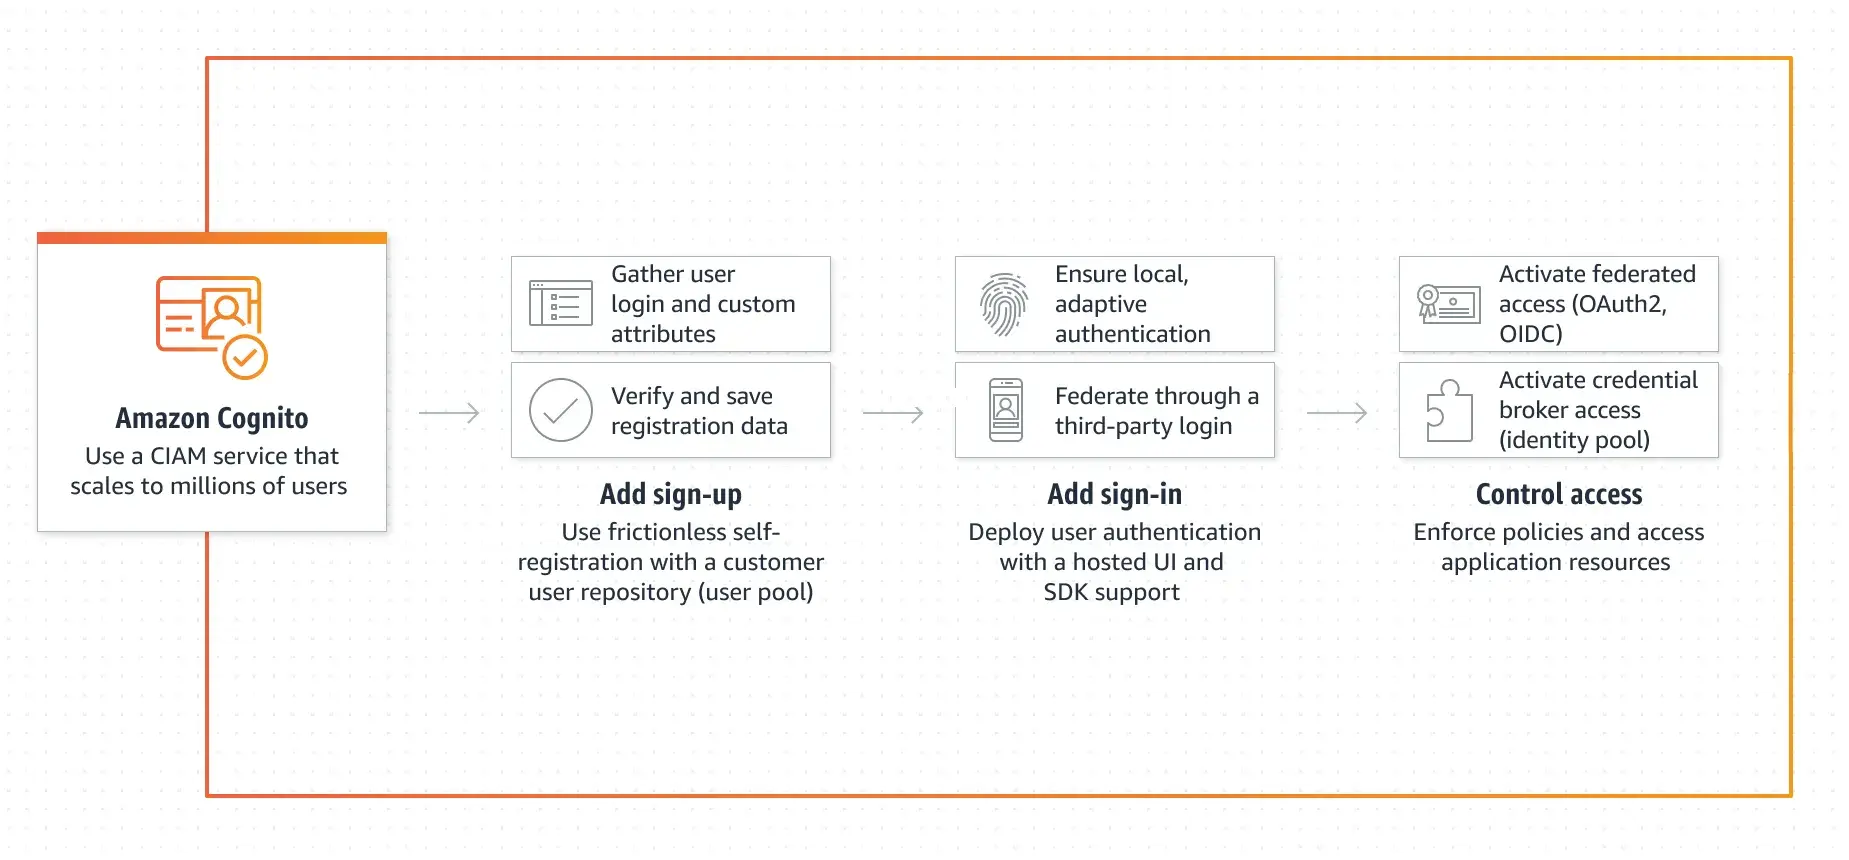 Amazon Cognito
Use a CIAM service that
scales to millions of users
Gather user
login and custom
attributes
Verify and save
registration data
Add sign-up
Use frictionless self-
registration with a customer
user repository (user pool)
Ensure local,
adaptive
authentication
Federate through a
third-party login
Add sign-in
Deploy user authentication
with a hosted UI and
SDK support
Activate federated
access (OAuth2,
OIDC)
Activate credential
broker access
(identity pool)
Control access
Enforce policies and access
application resources